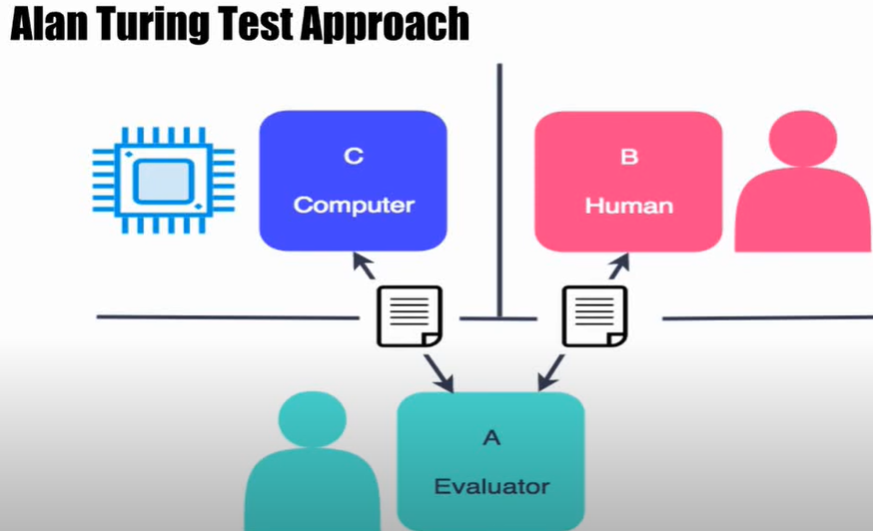 Alan Turing Test Approach
C
Computer
B
Human
A
Evaluator